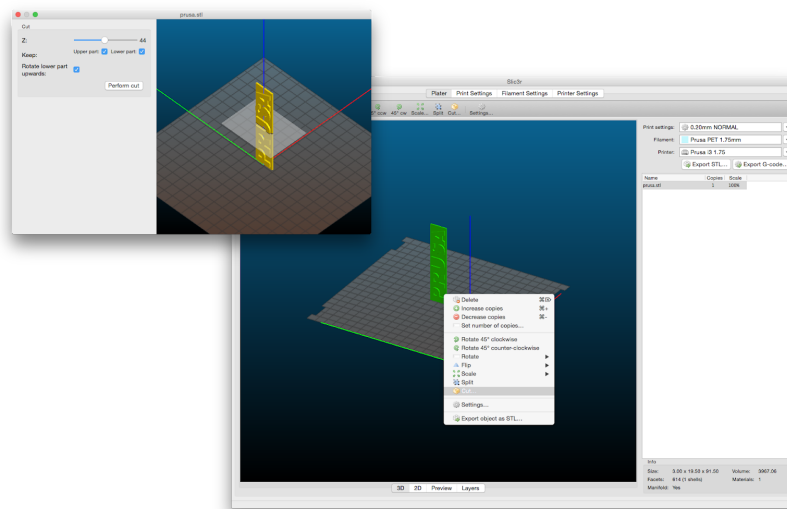 prusa.stl
Cut
Z: 44
Keep: Upper part: Lower part:
Rotate lower part
upwards:
Perform cut
Slic3r
Plater Print Settings Filament Settings Printer Settings
45° ccw 45° cw Scale... Split Cut... Settings...
Print settings: 0.20mm NORMAL
Filament: Prusa PET 1.75mm
Printer: Prusa i3 1.75
Export STL... Export G-code...
Name Copies Scale
prusa.stl 1 100%
Delete ⌘⌦
Increase copies ⌘+
Decrease copies ⌘-
Set number of copies...
Rotate 45° clockwise
Rotate 45° counter-clockwise
Rotate
Flip
Scale
Split
Cut...
Settings...
Export object as STL...
3D 2D Preview Layers
Info
Size: 3.00 x 19.50 x 91.50 Volume: 3967.06
Facets: 614 (1 shells) Materials: 1
Manifold: Yes